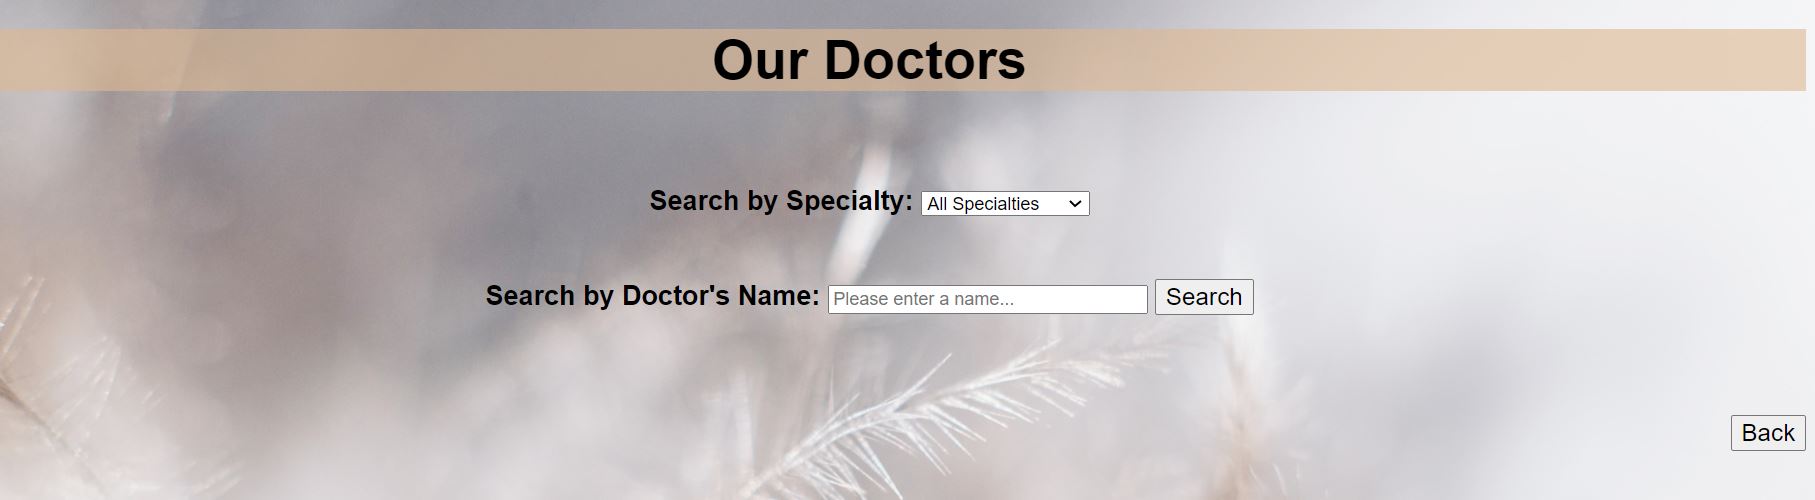 Our Doctors
Search by Specialty: All Specialties
Search by Doctor's Name: Please enter a name... Search
Back